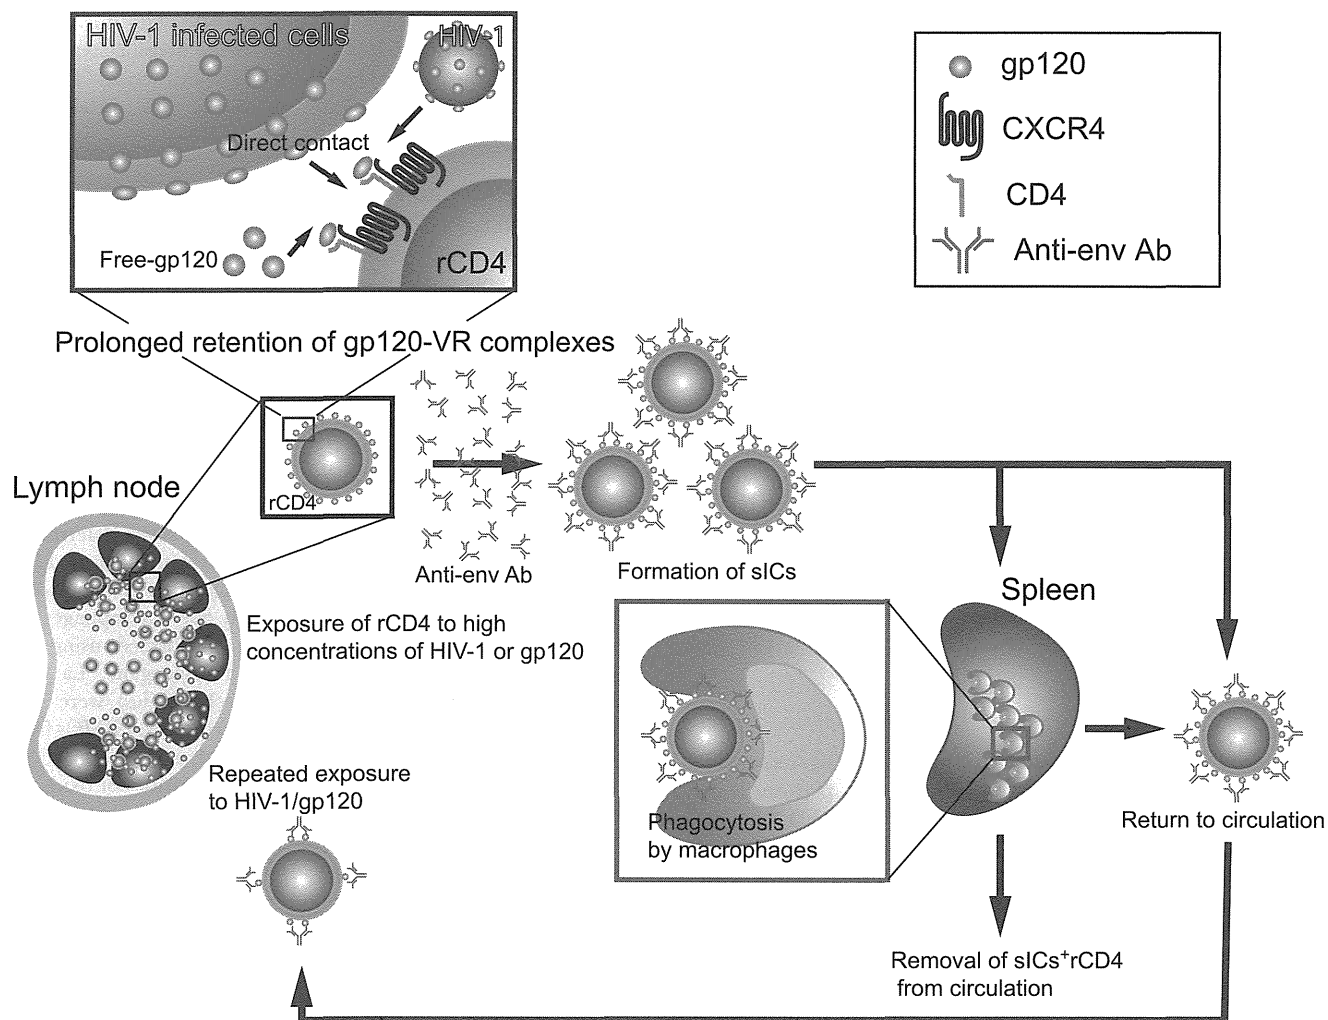 HIV-1 infected cells
HIV-1
Direct contact
Free-gp120
rCD4
gp120
CXCR4
CD4
Anti-env Ab
Prolonged retention of gp120-VR complexes
rCD4
Lymph node
Anti-env Ab
Formation of sICs
Exposure of rCD4 to high
concentrations of HIV-1 or gp120
Spleen
Repeated exposure
to HIV-1/gp120
Phagocytosis
by macrophages
Return to circulation
Removal of sICs⁺rCD4
from circulation